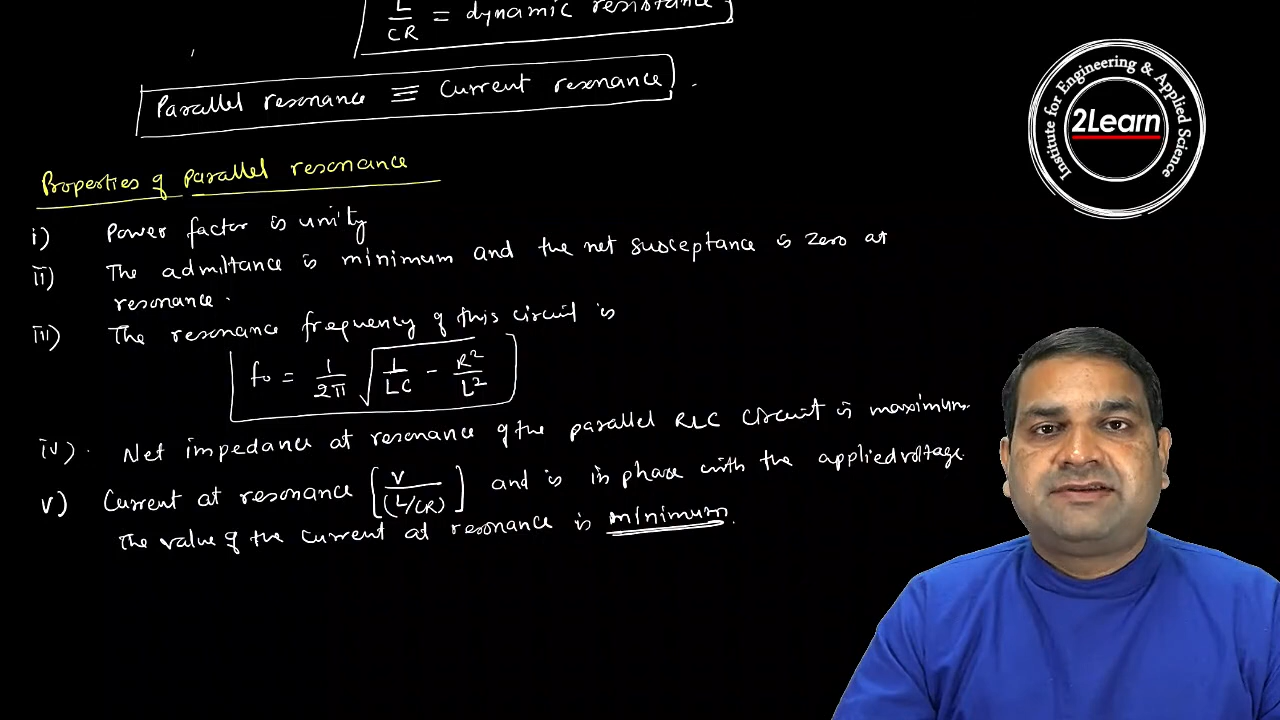 L/CR = dynamic resistance
Parallel resonance ≡ Current resonance.
Properties of parallel resonance
i) Power factor is unity
ii) The admittance is minimum and the net susceptance is zero at
resonance.
iii) The resonance frequency of this circuit is
f₀ = 1/2π √(1/LC - R²/L²)
iv). Net impedance at resonance of the parallel RLC circuit is maximum.
v) Current at resonance [V/(L/CR)] and is in phase with the applied voltage.
The value of the current at resonance is minimum.
Institute for Engineering & Applied Science
2Learn